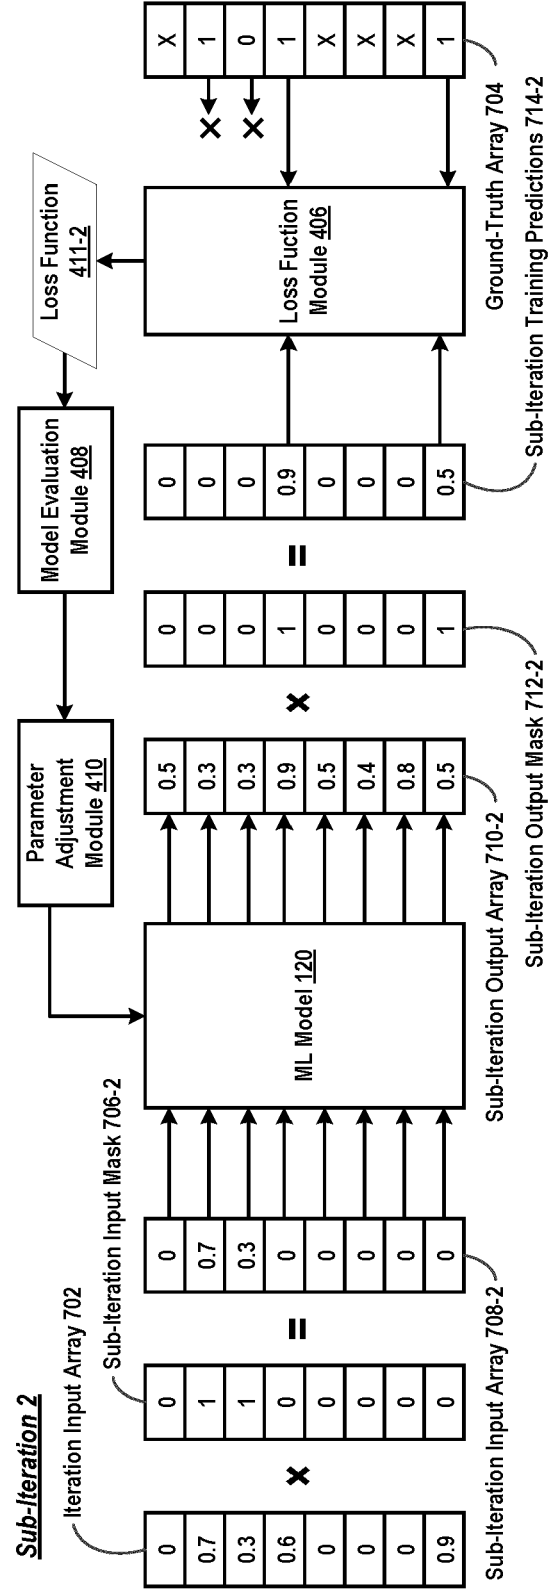 Sub-Iteration 2
Iteration Input Array 702
Sub-Iteration Input Mask 706-2
Parameter
Adjustment
Module 410
Model Evaluation
Module 408
Loss Function
411-2
0
0.7
0.3
0.6
0
0
0
0.9
×
0
1
1
0
0
0
0
0
=
0
0.7
0.3
0
0
0
0
0
ML Model 120
0.5
0.3
0.3
0.9
0.5
0.4
0.8
0.5
×
0
0
0
1
0
0
0
1
=
0
0
0
0.9
0
0
0
0.5
Loss Fuction
Module 406
×
×
X
1
0
1
X
X
X
1
Sub-Iteration Input Array 708-2
Sub-Iteration Output Array 710-2
Sub-Iteration Output Mask 712-2
Ground-Truth Array 704
Sub-Iteration Training Predictions 714-2